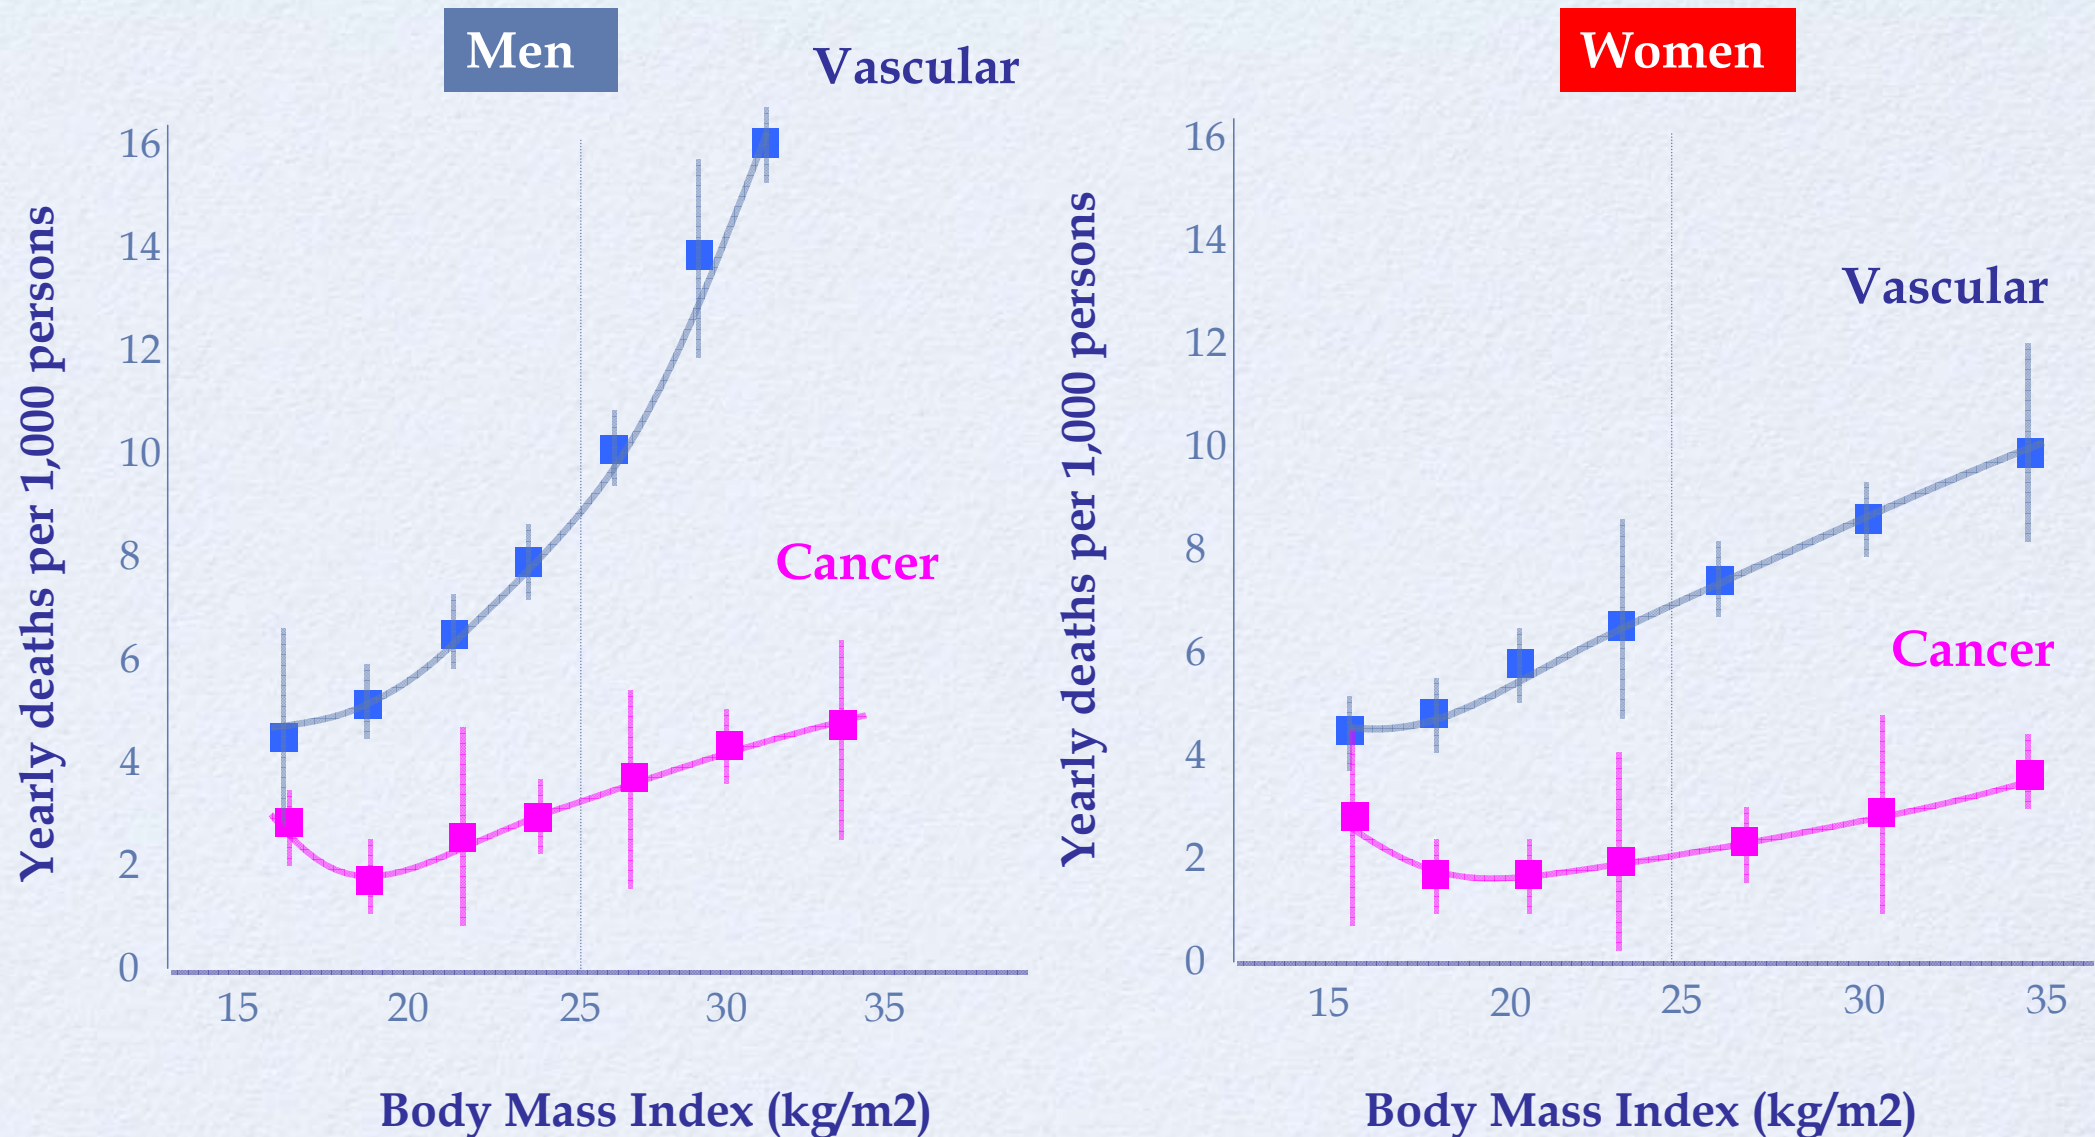 Men
Vascular
Cancer
16
14
12
10
8
6
4
2
0
15 20 25 30 35
Yearly deaths per 1,000 persons
Body Mass Index (kg/m2)
Women
Vascular
Cancer
16
14
12
10
8
6
4
2
0
15 20 25 30 35
Yearly deaths per 1,000 persons
Body Mass Index (kg/m2)